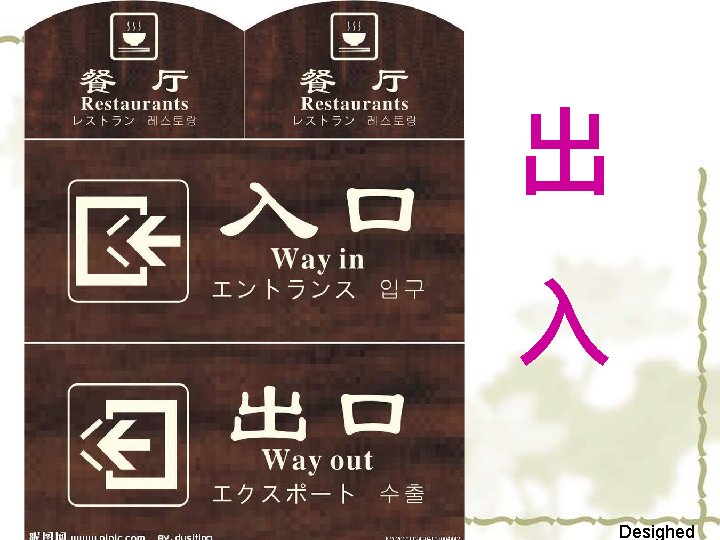 餐 厅
Restaurants
レストラン 레스토랑
餐 厅
Restaurants
レストラン 레스토랑
入 口
Way in
エントランス 입구
出 口
Way out
エクスポート 수출
昵图网 www.nipic.com BY:dusiting
出
入
Desighed